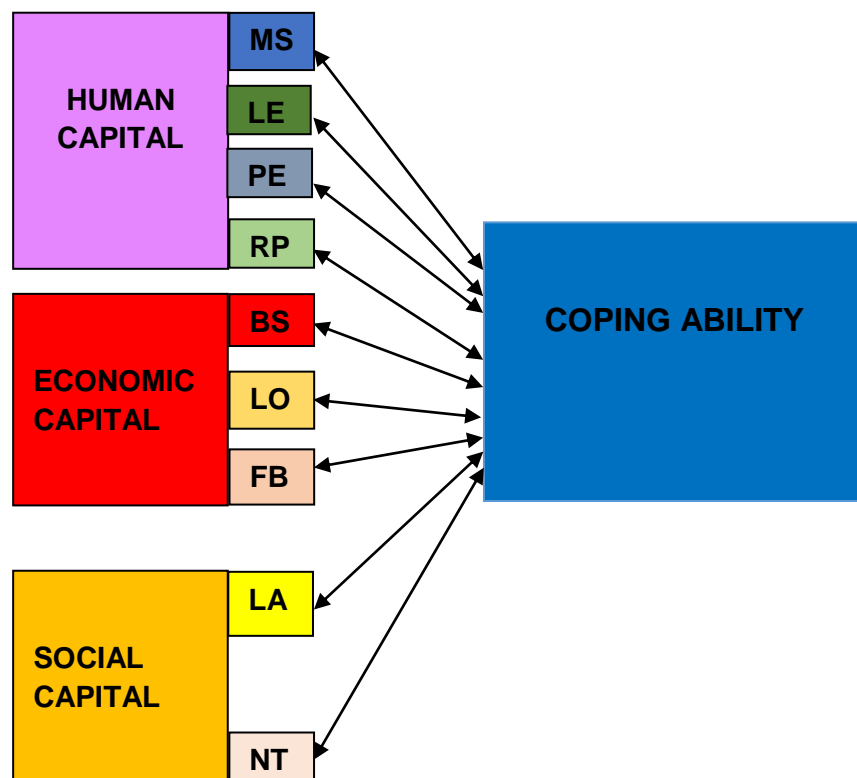 MS
HUMAN
CAPITAL
LE
PE
RP
BS
ECONOMIC
CAPITAL
LO
FB
LA
SOCIAL
CAPITAL
NT
COPING ABILITY